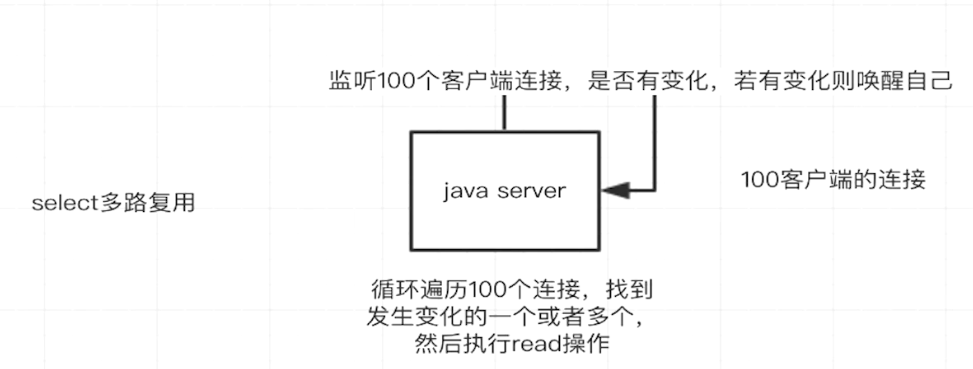 监听100个客户端连接，是否有变化，若有变化则唤醒自己
java server
100客户端的连接
select多路复用
循环遍历100个连接，找到
发生变化的一个或者多个，
然后执行read操作